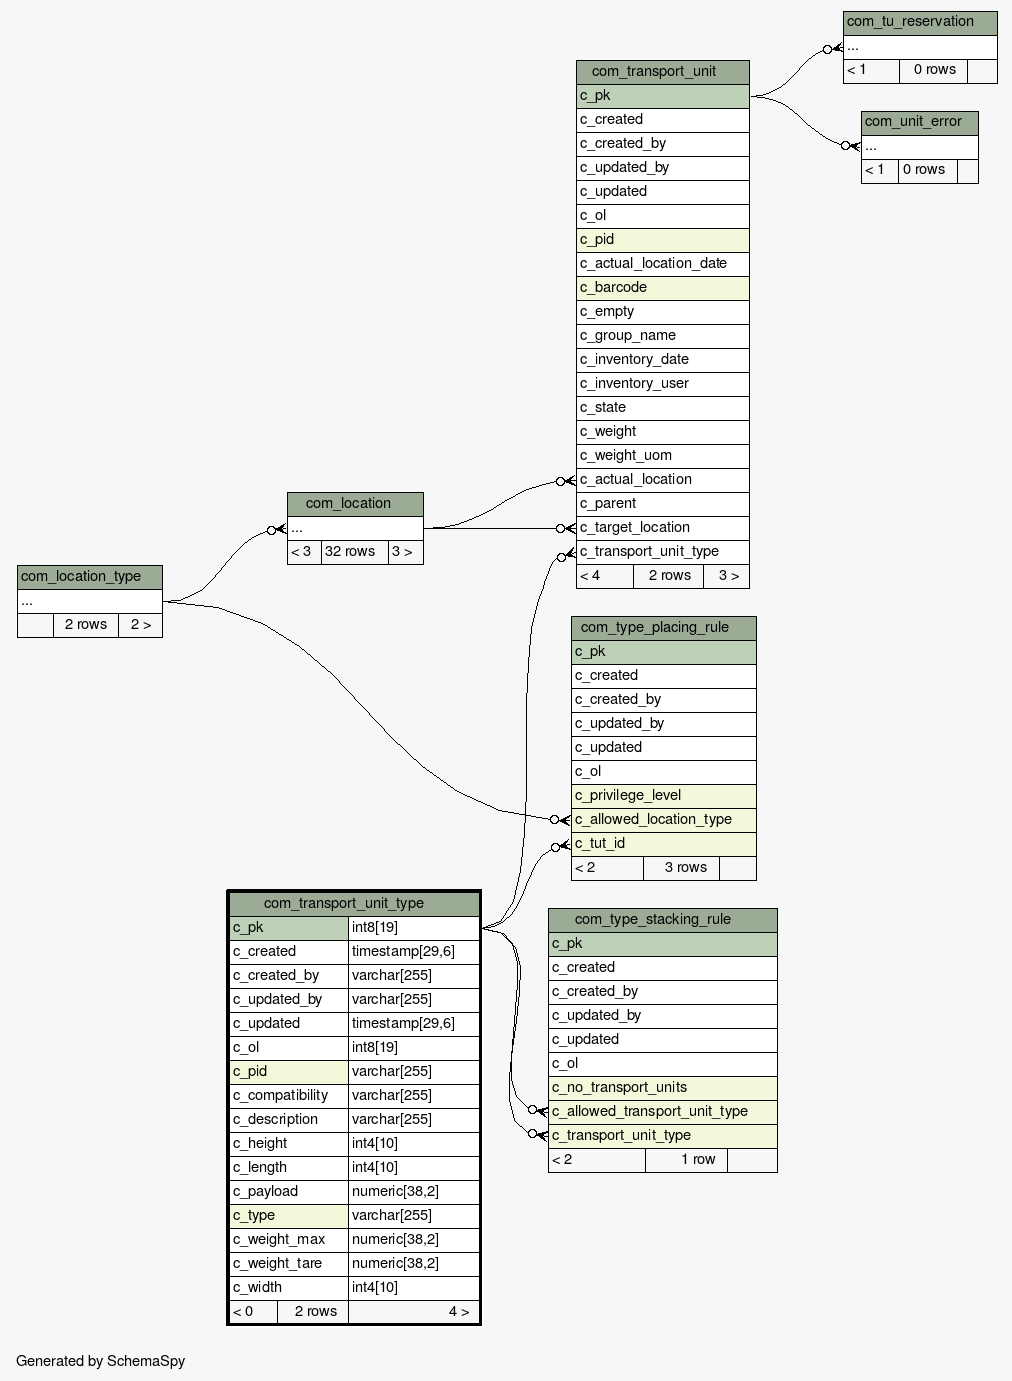 com_tu_reservation
...
< 1 0 rows
com_unit_error
...
< 1 0 rows
com_transport_unit
c_pk
c_created
c_created_by
c_updated_by
c_updated
c_ol
c_pid
c_actual_location_date
c_barcode
c_empty
c_group_name
c_inventory_date
c_inventory_user
c_state
c_weight
c_weight_uom
c_actual_location
c_parent
c_target_location
c_transport_unit_type
< 4 2 rows 3 >
com_location
...
< 3 32 rows 3 >
com_location_type
...
2 rows 2 >
com_type_placing_rule
c_pk
c_created
c_created_by
c_updated_by
c_updated
c_ol
c_privilege_level
c_allowed_location_type
c_tut_id
< 2 3 rows
com_transport_unit_type
c_pk int8[19]
c_created timestamp[29,6]
c_created_by varchar[255]
c_updated_by varchar[255]
c_updated timestamp[29,6]
c_ol int8[19]
c_pid varchar[255]
c_compatibility varchar[255]
c_description varchar[255]
c_height int4[10]
c_length int4[10]
c_payload numeric[38,2]
c_type varchar[255]
c_weight_max numeric[38,2]
c_weight_tare numeric[38,2]
c_width int4[10]
< 0 2 rows 4 >
com_type_stacking_rule
c_pk
c_created
c_created_by
c_updated_by
c_updated
c_ol
c_no_transport_units
c_allowed_transport_unit_type
c_transport_unit_type
< 2 1 row
Generated by SchemaSpy